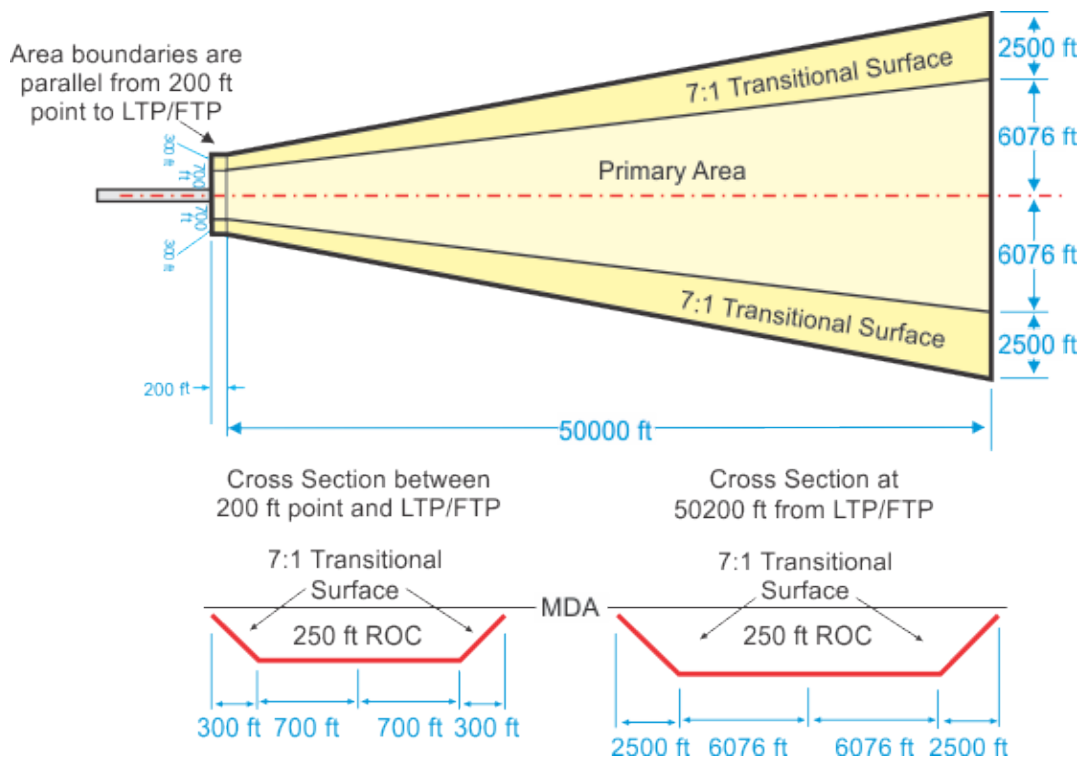 Area boundaries are
parallel from 200 ft
point to LTP/FTP
300 ft
700
ft
700
ft
300 ft
7:1 Transitional Surface
Primary Area
7:1 Transitional Surface
2500 ft
6076 ft
6076 ft
2500 ft
200 ft
50000 ft
Cross Section between
200 ft point and LTP/FTP
Cross Section at
50200 ft from LTP/FTP
7:1 Transitional
Surface
7:1 Transitional
Surface
MDA
250 ft ROC
250 ft ROC
300 ft
700 ft
700 ft
300 ft
2500 ft
6076 ft
6076 ft
2500 ft